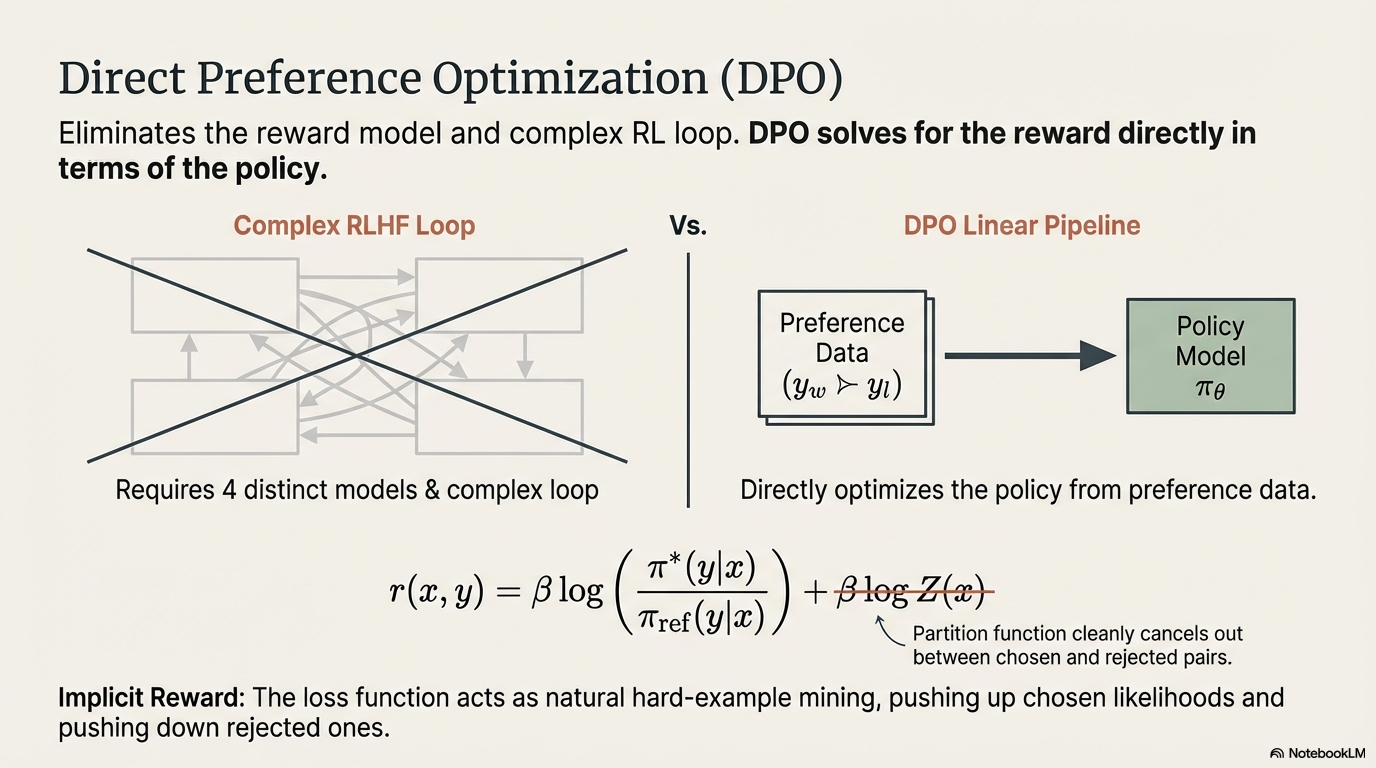 Direct Preference Optimization (DPO)
Eliminates the reward model and complex RL loop. DPO solves for the reward directly in
terms of the policy.
Complex RLHF Loop
Vs.
DPO Linear Pipeline
Preference
Data
(y_w ≻ y_l)
Policy
Model
π_θ
Requires 4 distinct models & complex loop
Directly optimizes the policy from preference data.
r(x, y) = β log ( π*(y|x) / π_ref(y|x) ) + β log Z(x)
Partition function cleanly cancels out
between chosen and rejected pairs.
Implicit Reward: The loss function acts as natural hard-example mining, pushing up chosen likelihoods and
pushing down rejected ones.
NotebookLM